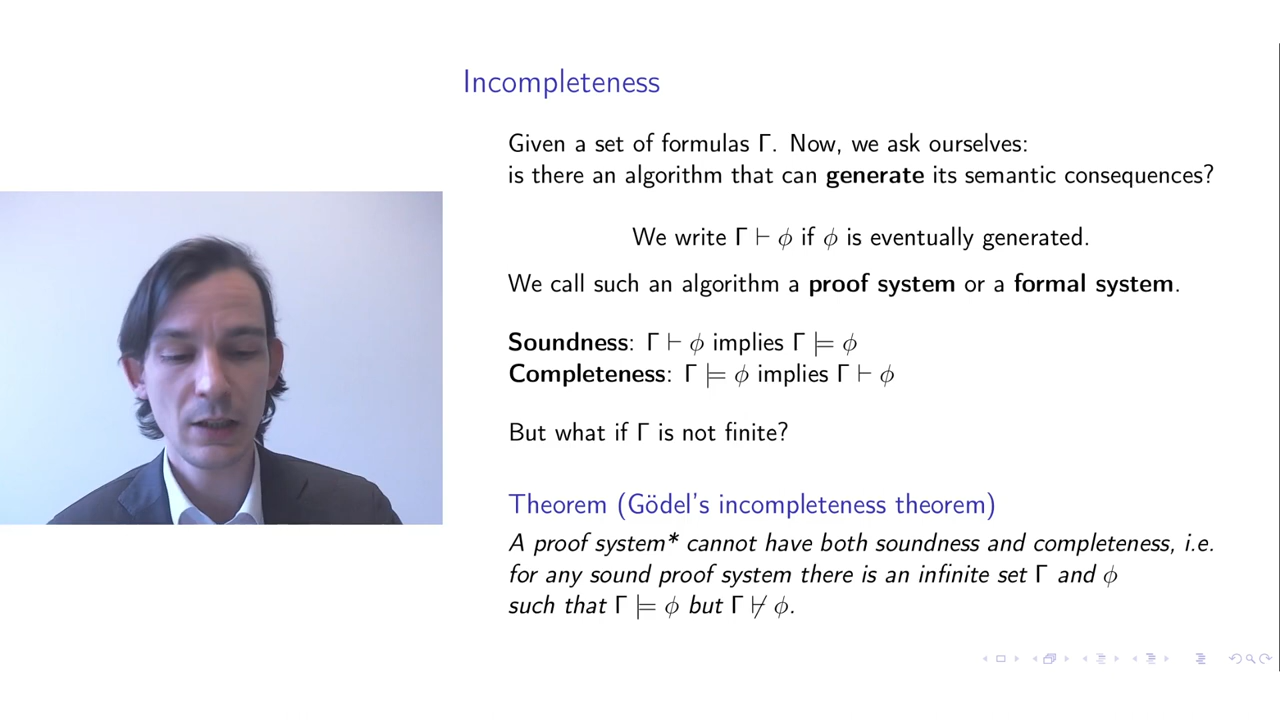 Incompleteness
Given a set of formulas Γ. Now, we ask ourselves:
is there an algorithm that can generate its semantic consequences?
We write Γ ⊢ ϕ if ϕ is eventually generated.
We call such an algorithm a proof system or a formal system.
Soundness: Γ ⊢ ϕ implies Γ ⊨ ϕ
Completeness: Γ ⊨ ϕ implies Γ ⊢ ϕ
But what if Γ is not finite?
Theorem (Gödel's incompleteness theorem)
A proof system* cannot have both soundness and completeness, i.e.
for any sound proof system there is an infinite set Γ and ϕ
such that Γ ⊨ ϕ but Γ ⊬ ϕ.